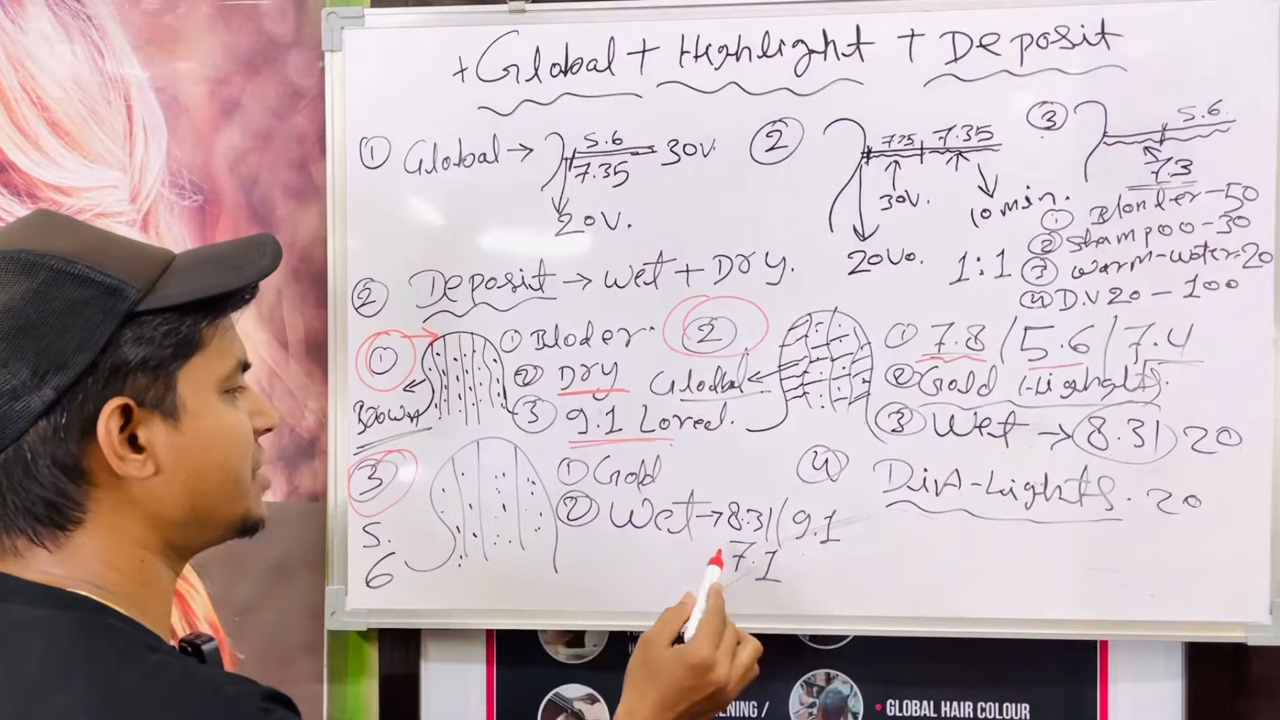 + Global + Highlight + Deposit
① Global → 5.6 30V.
7.35
20V.
② 7.35 7.35
30V. 10 min.
20Vo. 1:1
③ 5.6
7.3
① Blonder-50
② Shampoo-30
③ Warm-Water-20
④ D.V 20 - 100
② Deposit → Wet + Dry.
① ① Bloder.
② Dry
③ 9.1 Loreal.
② Glodbal
① 7.8 / 5.6 / 7.4
② Gold (-Lights).
③ Wet → 8.31 20
③ 5.
6
① Gold
② Wet → 8.31 / 9.1
7.1
④ DiA-Lights. 20
ENING /
• GLOBAL HAIR COLOUR